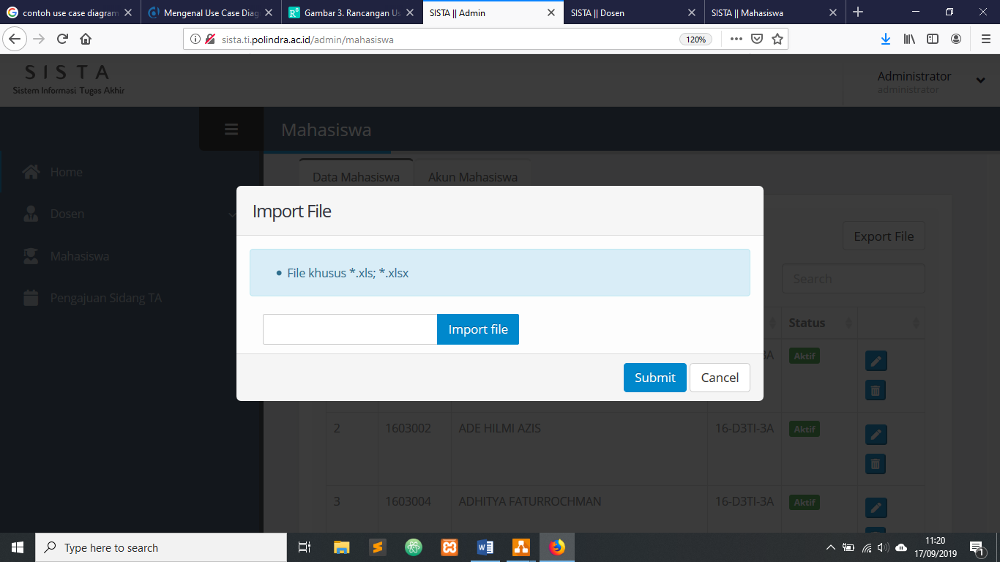 contoh use case diagram
Mengenal Use Case Diag
Gambar 3. Rancangan Us
SISTA || Admin
SISTA || Dosen
SISTA || Mahasiswa
sista.ti.polindra.ac.id/admin/mahasiswa
120%
SISTA
Sistem Informasi Tugas Akhir
Administrator
administrator
Mahasiswa
Home
Dosen
Mahasiswa
Pengajuan Sidang TA
Data Mahasiswa
Akun Mahasiswa
Import File
File khusus *.xls; *.xlsx
Import file
Submit
Cancel
Export File
Search
Status
3A
Aktif
2
1603002
ADE HILMI AZIS
16-D3TI-3A
Aktif
3
1603004
ADHITYA FATURROCHMAN
16-D3TI-3A
Aktif
Type here to search
11:20
17/09/2019
1